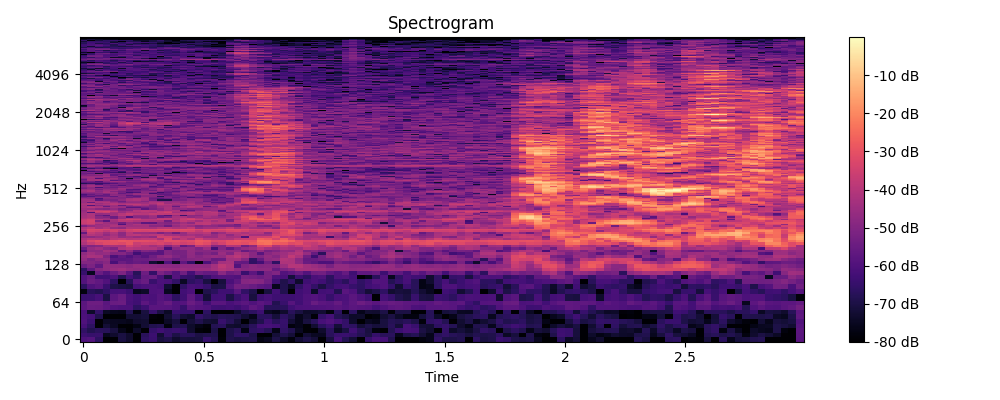 Spectrogram
4096
2048
1024
512
256
128
64
0
Hz
0
0.5
1
1.5
2
2.5
Time
-10 dB
-20 dB
-30 dB
-40 dB
-50 dB
-60 dB
-70 dB
-80 dB